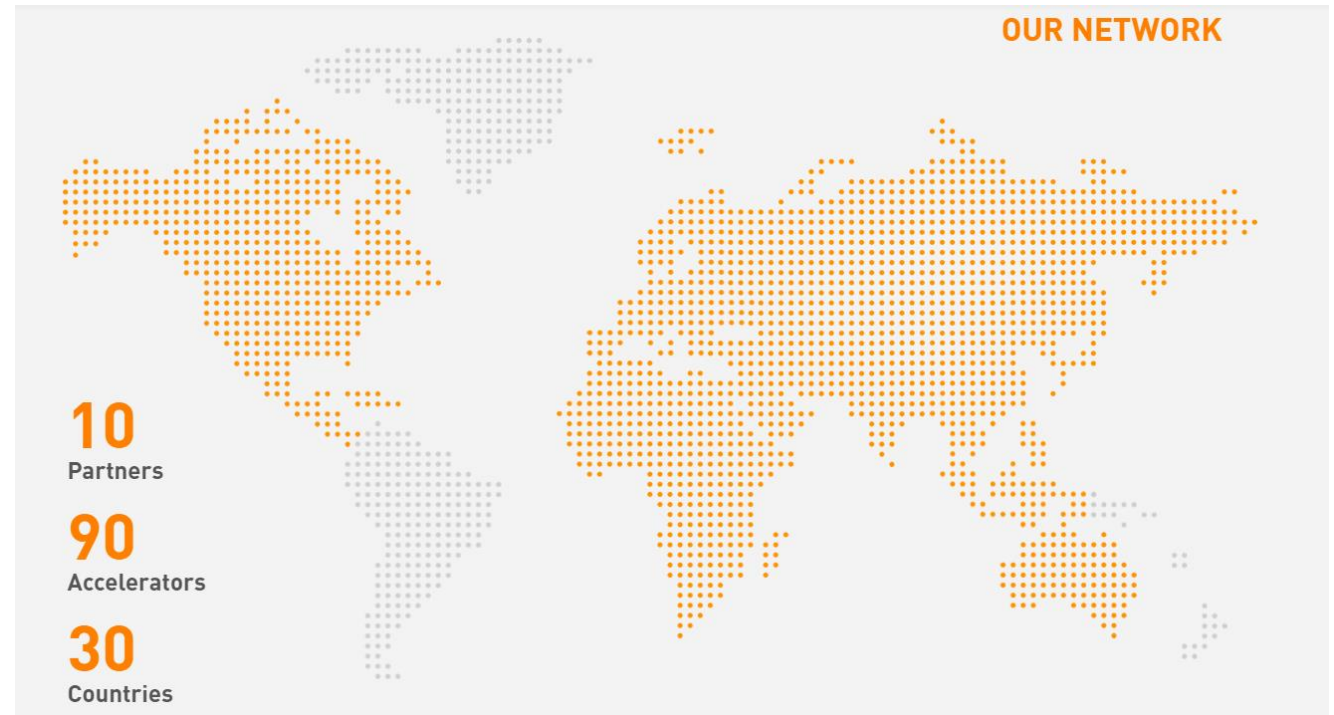 OUR NETWORK
10
Partners
90
Accelerators
30
Countries